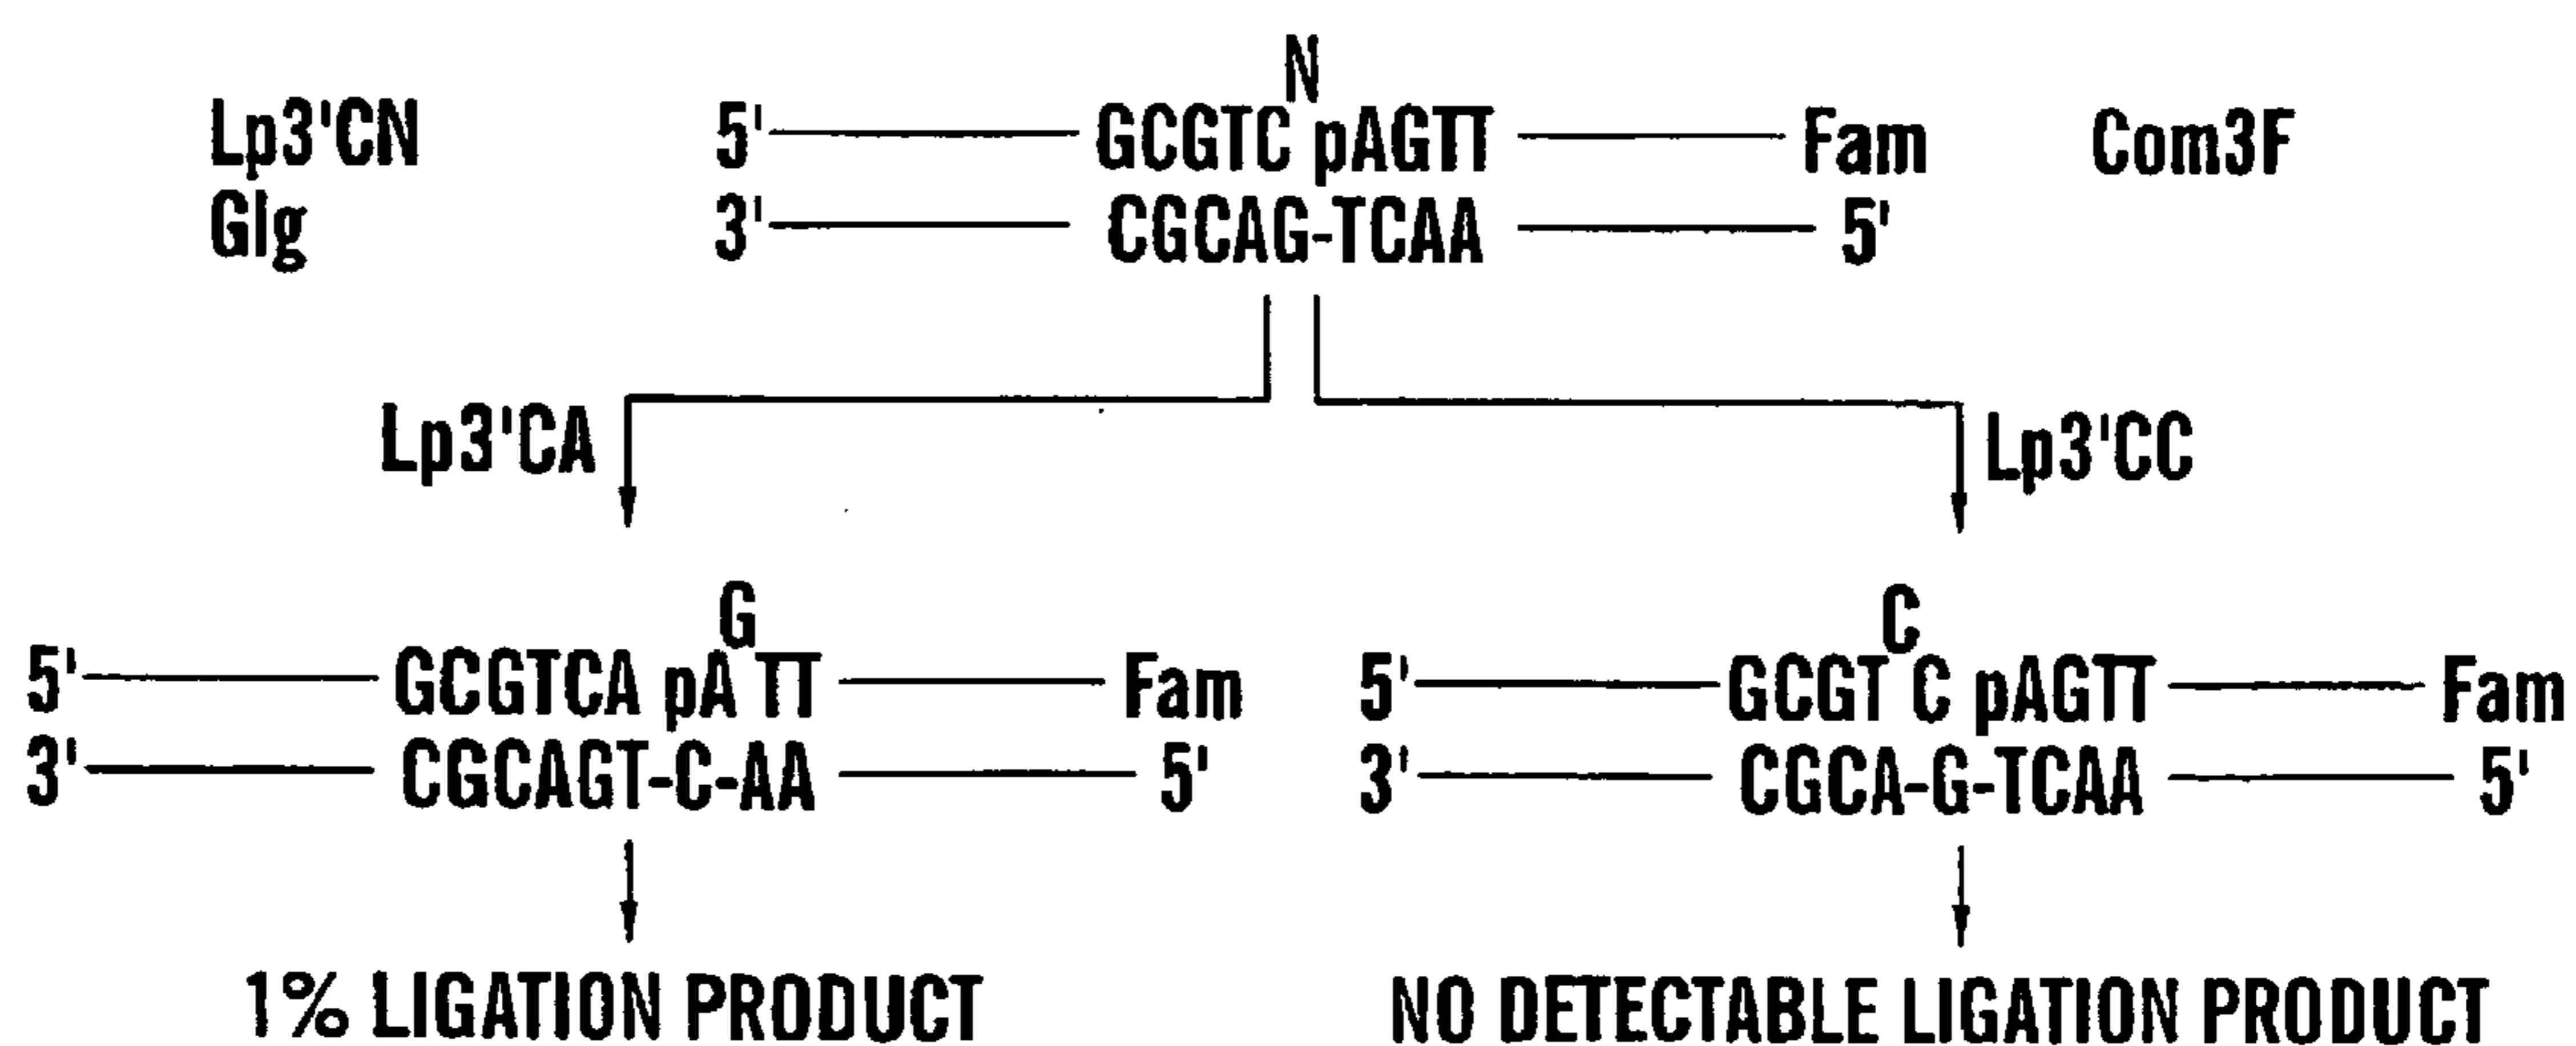 N
Lp3'CN 5' GCGTC pAGTT Fam Com3F
Glg 3' CGCAG-TCAA 5'
Lp3'CA Lp3'CC
G C
5' GCGTCA pA TT Fam 5' GCGT C pAGTT Fam
3' CGCAGT-C-AA 5' 3' CGCA-G-TCAA 5'
1% LIGATION PRODUCT NO DETECTABLE LIGATION PRODUCT